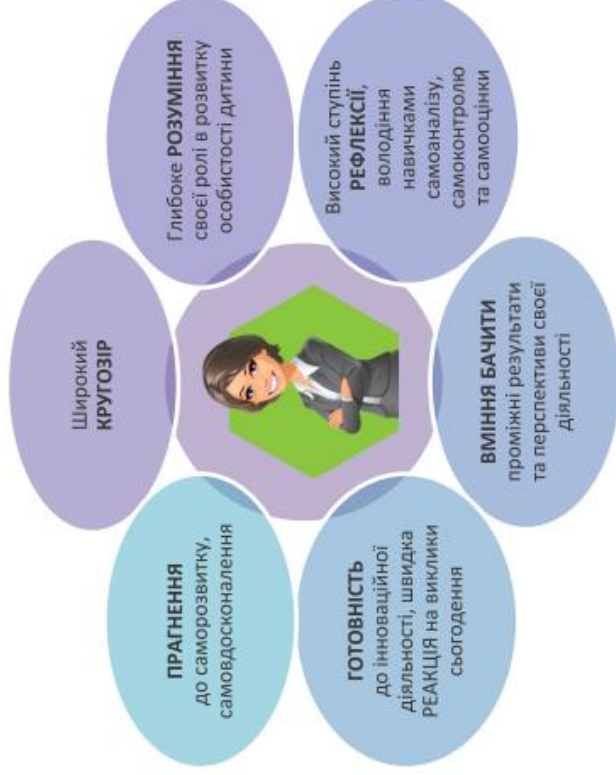 Широкий
КРУГОЗІР
Глибоке РОЗУМІННЯ
своєї ролі в розвитку
особистості дитини
Високий ступінь
РЕФЛЕКСІЇ,
володіння
навичками
самоаналізу,
самоконтролю
та самооцінки
ВМІННЯ БАЧИТИ
проміжні результати
та перспективи своєї
діяльності
ГОТОВНІСТЬ
до інноваційної
діяльності, швидка
РЕАКЦІЯ на виклики
сьогодення
ПРАГНЕННЯ
до саморозвитку,
самовдосконалення